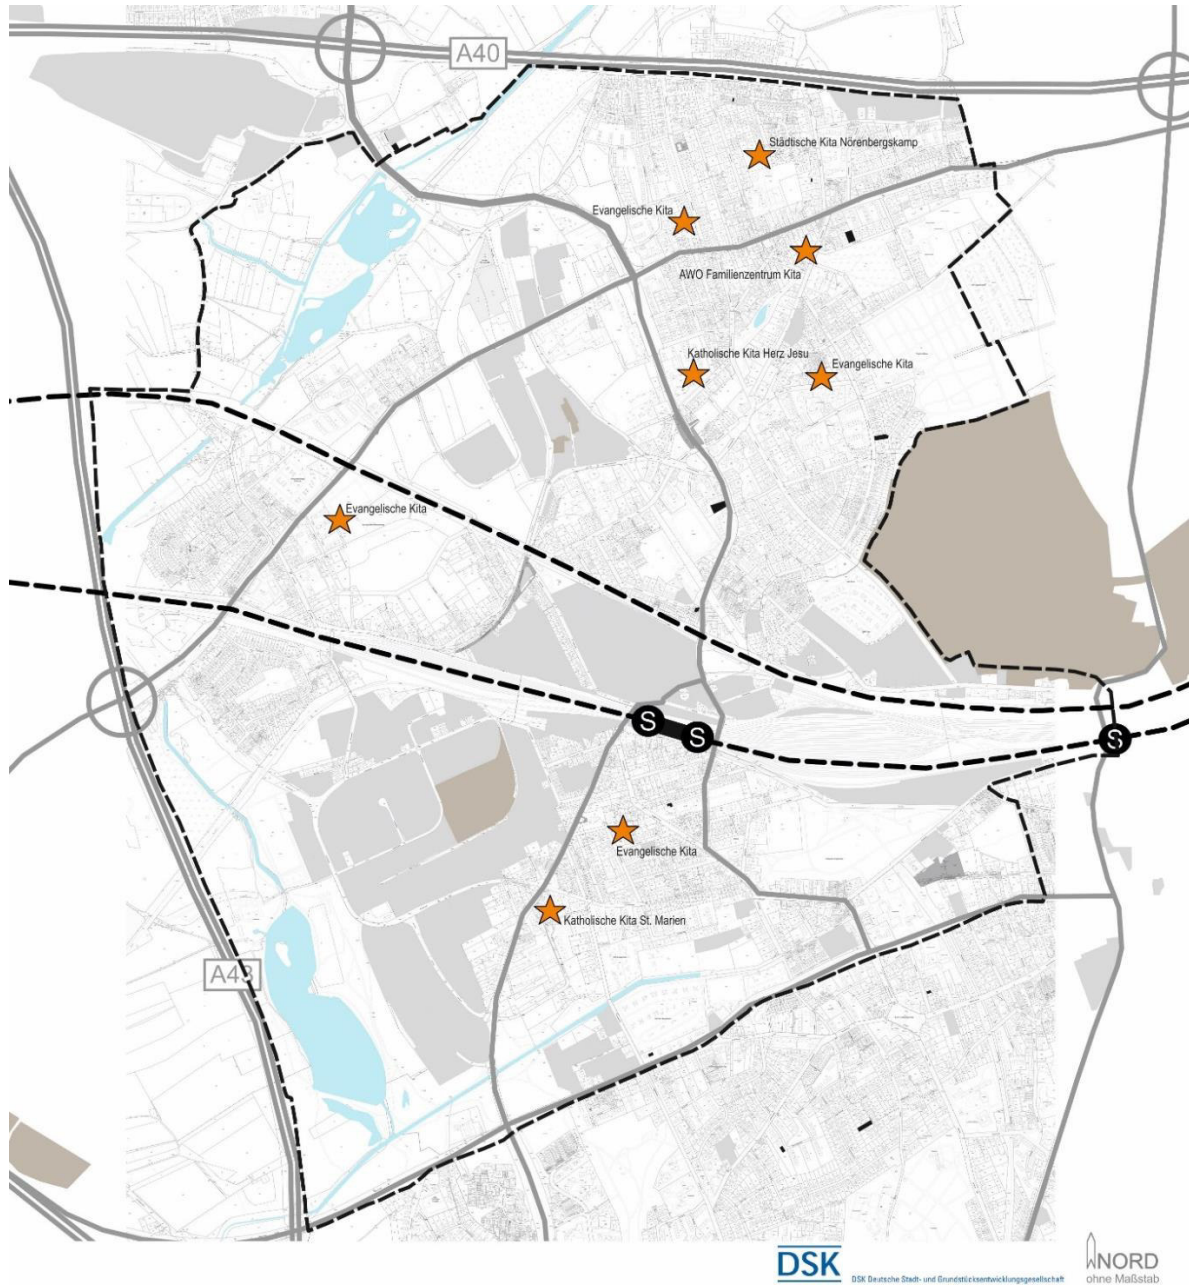 A40
Städtische Kita Nörenbergskamp
Evangelische Kita
AWO Familienzentrum Kita
Katholische Kita Herz Jesu
Evangelische Kita
Evangelische Kita
S
S
S
Evangelische Kita
Katholische Kita St. Marien
A43
DSK
DSK Deutsche Stadt- und Grundstücksentwicklungsgesellschaft
NORD
ohne Maßstab